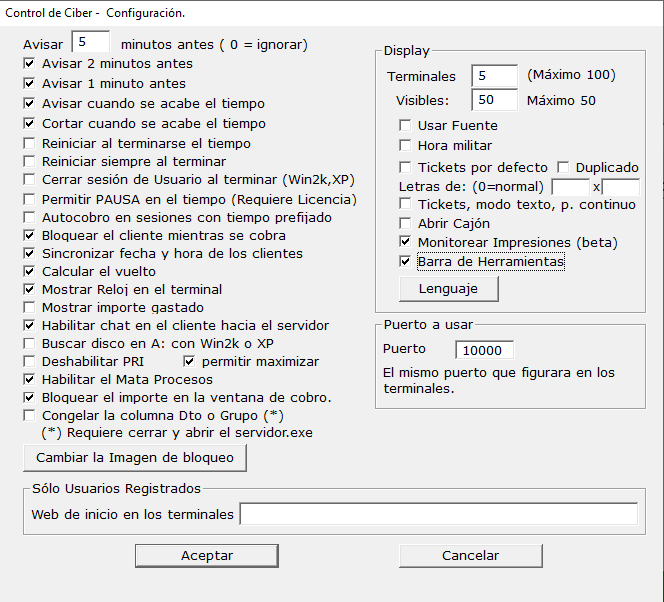 Control de Ciber - Configuración.
Avisar 5 minutos antes ( 0 = ignorar)
Avisar 2 minutos antes
Avisar 1 minuto antes
Avisar cuando se acabe el tiempo
Cortar cuando se acabe el tiempo
Reiniciar al terminarse el tiempo
Reiniciar siempre al terminar
Cerrar sesión de Usuario al terminar (Win2k,XP)
Permitir PAUSA en el tiempo (Requiere Licencia)
Autocobro en sesiones con tiempo prefijado
Bloquear el cliente mientras se cobra
Sincronizar fecha y hora de los clientes
Calcular el vuelto
Mostrar Reloj en el terminal
Mostrar importe gastado
Habilitar chat en el cliente hacia el servidor
Buscar disco en A: con Win2k o XP
Deshabilitar PRI permitir maximizar
Habilitar el Mata Procesos
Bloquear el importe en la ventana de cobro.
Congelar la columna Dto o Grupo (*)
(*) Requiere cerrar y abrir el servidor.exe
Cambiar la Imagen de bloqueo
Display
Terminales 5 (Máximo 100)
Visibles: 50 Máximo 50
Usar Fuente
Hora militar
Tickets por defecto Duplicado
Letras de: (0=normal) x
Tickets, modo texto, p. continuo
Abrir Cajón
Monitorear Impresiones (beta)
Barra de Herramientas
Lenguaje
Puerto a usar
Puerto 10000
El mismo puerto que figurara en los
terminales.
Sólo Usuarios Registrados
Web de inicio en los terminales
Aceptar Cancelar